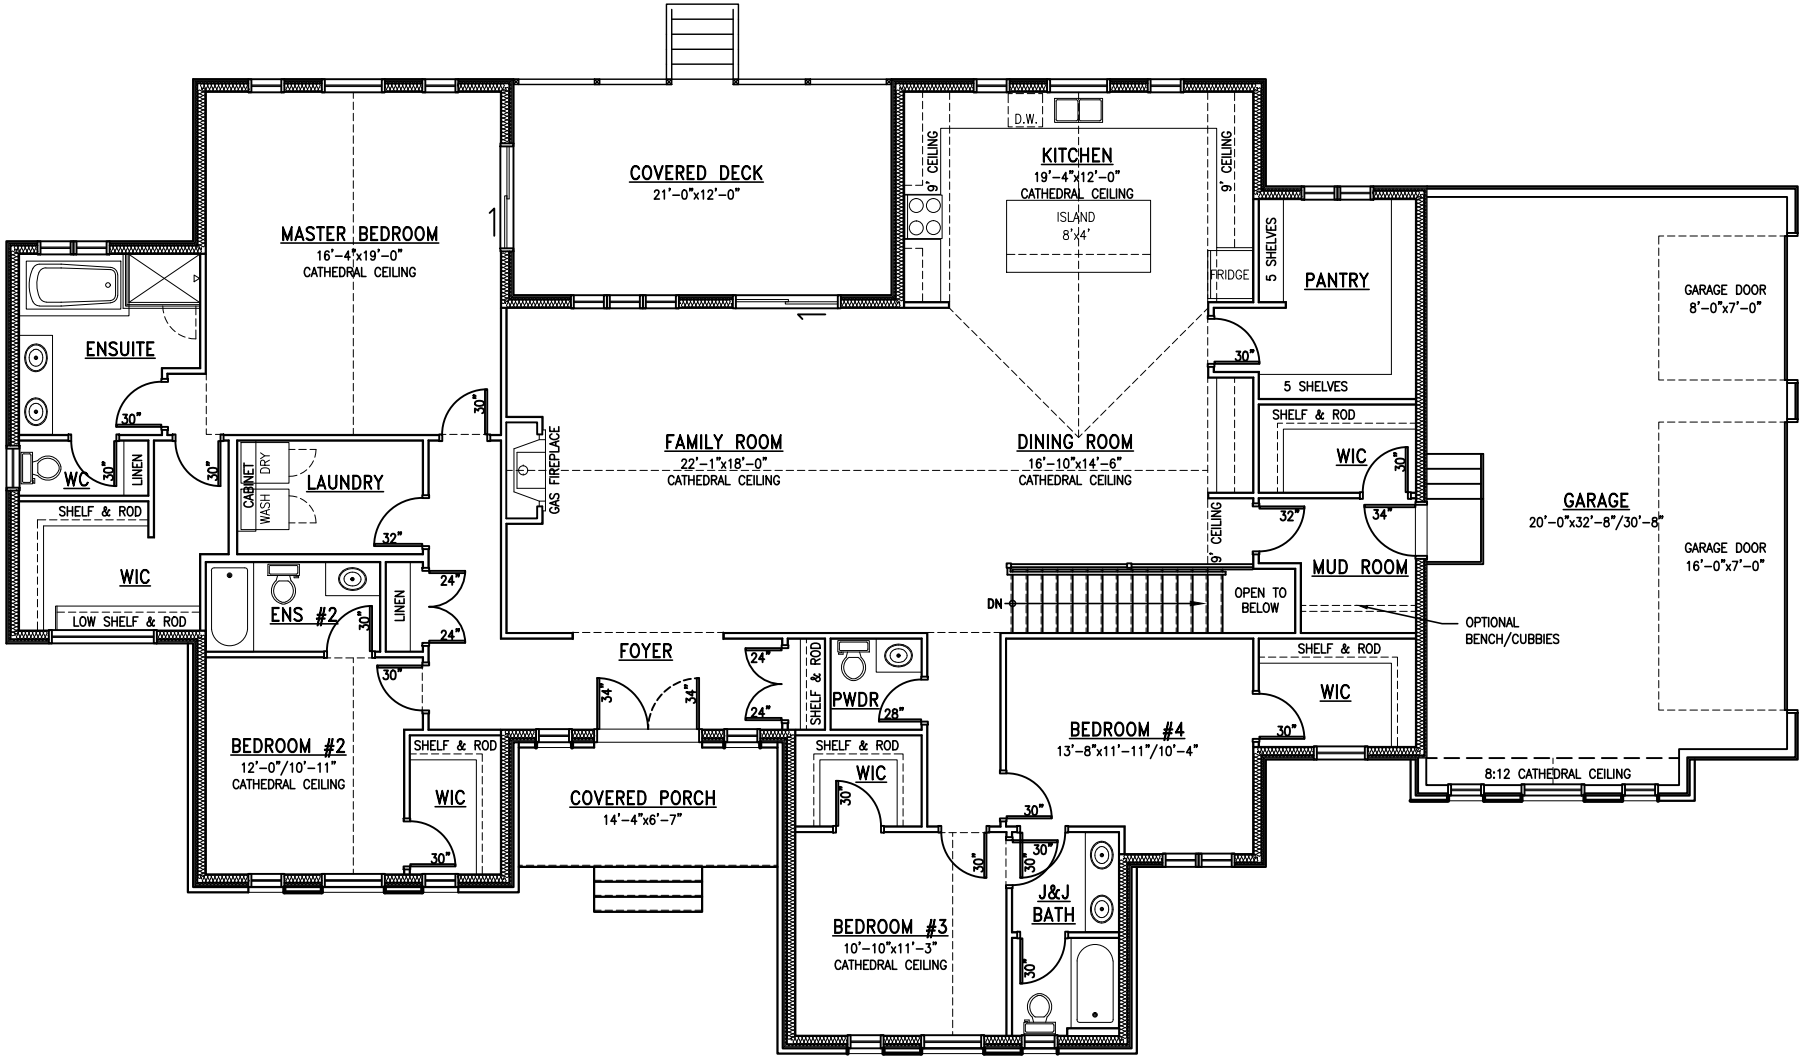 COVERED DECK
21'-0"x12'-0"
MASTER BEDROOM
16'-4"x19'-0"
CATHEDRAL CEILING
KITCHEN
19'-4"x12'-0"
CATHEDRAL CEILING
D.W.
9' CEILING
9' CEILING
ISLAND
8'x4'
FRIDGE
5 SHELVES
PANTRY
5 SHELVES
30"
GARAGE DOOR
8'-0"x7'-0"
ENSUITE
30"
30"
WC
30"
LINEN
30"
CABINET
DRY
WASH
LAUNDRY
32"
GAS FIREPLACE
FAMILY ROOM
22'-1"x18'-0"
CATHEDRAL CEILING
DINING ROOM
16'-10"x14'-6"
CATHEDRAL CEILING
SHELF & ROD
WIC
30"
GARAGE
20'-0"x32'-8"/30'-8"
GARAGE DOOR
16'-0"x7'-0"
SHELF & ROD
WIC
LOW SHELF & ROD
9' CEILING
32"
34"
MUD ROOM
OPTIONAL
BENCH/CUBBIES
DN
OPEN TO
BELOW
ENS #2
30"
LINEN
24"
24"
30"
FOYER
34"
34"
24"
24"
SHELF & ROD
PWDR
28"
SHELF & ROD
WIC
30"
BEDROOM #4
13'-8"x11'-11"/10'-4"
30"
BEDROOM #2
12'-0"/10'-11"
CATHEDRAL CEILING
SHELF & ROD
WIC
30"
COVERED PORCH
14'-4"x6'-7"
SHELF & ROD
WIC
30"
8:12 CATHEDRAL CEILING
30"
30"
30"
J&J
BATH
30"
BEDROOM #3
10'-10"x11'-3"
CATHEDRAL CEILING